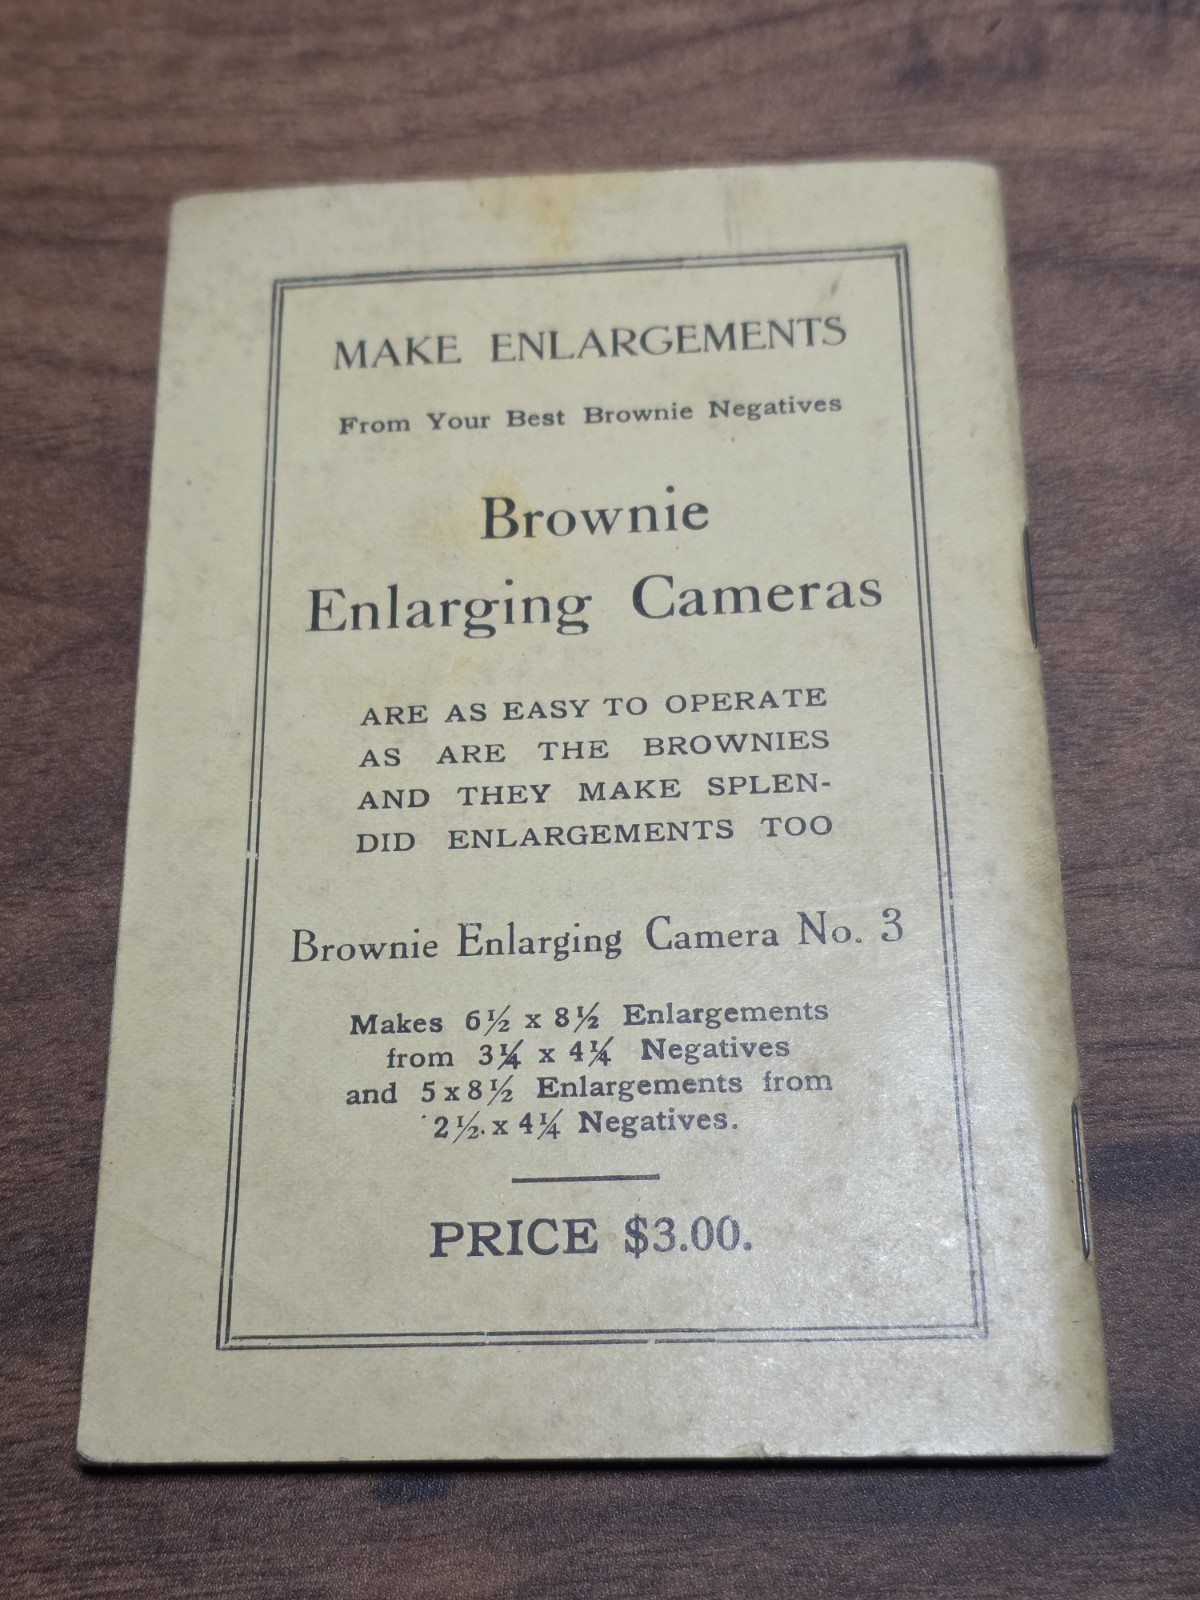 MAKE ENLARGEMENTS
From Your Best Brownie Negatives
Brownie
Enlarging Cameras
ARE AS EASY TO OPERATE
AS ARE THE BROWNIES
AND THEY MAKE SPLEN-
DID ENLARGEMENTS TOO
Brownie Enlarging Camera No. 3
Makes 6½ x 8½ Enlargements
from 3¼ x 4¼ Negatives
and 5 x 8½ Enlargements from
2½ x 4¼ Negatives.
PRICE $3.00.